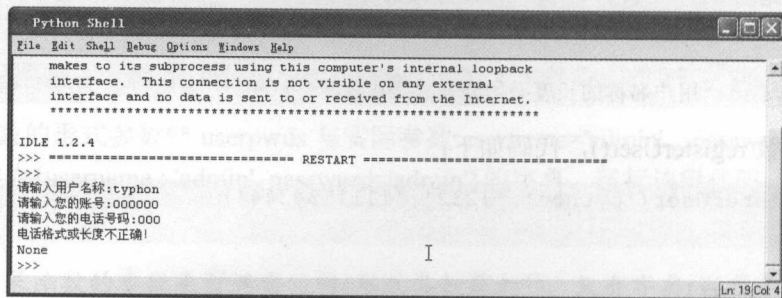 Python Shell
File Edit Shell Debug Options Windows Help
makes to its subprocess using this computer's internal loopback
interface. This connection is not visible on any external
interface and no data is sent to or received from the Internet.
****************************************************************
IDLE 1.2.4
>>> ================================ RESTART ================================
>>>
请输入用户名称:typhon
请输入您的账号:000000
请输入您的电话号码:000
电话格式或长度不正确!
None
>>>
Ln: 19 Col: 4